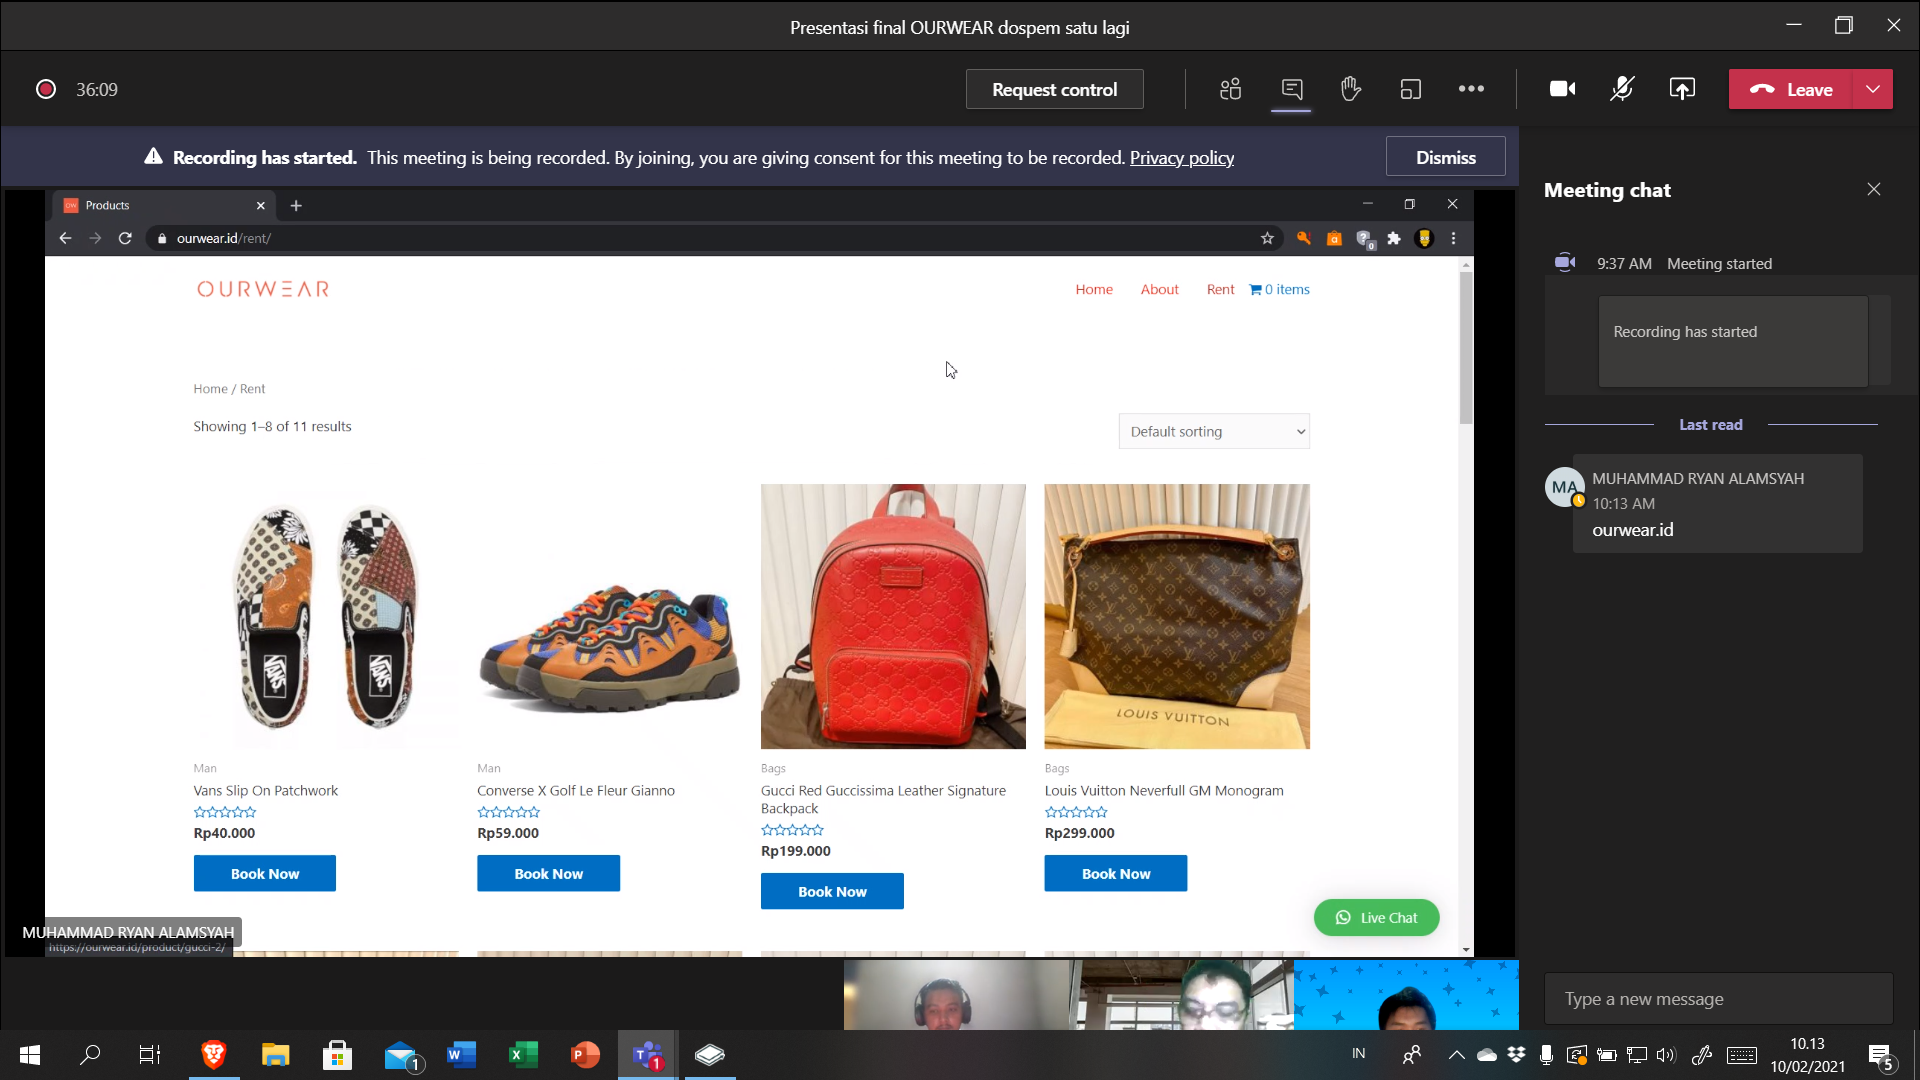 Presentasi final OURWEAR dospem satu lagi
36:09
Request control
Leave
Recording has started. This meeting is being recorded. By joining, you are giving consent for this meeting to be recorded. Privacy policy
Dismiss
Meeting chat
Products
ourwear.id/rent/
0
OURWEAR
Home About Rent 0 items
9:37 AM Meeting started
Recording has started
Home / Rent
Showing 1–8 of 11 results
Default sorting
Last read
MA
MUHAMMAD RYAN ALAMSYAH
10:13 AM
ourwear.id
VANS
VANS
LOUIS VUITTON
Man
Vans Slip On Patchwork
Rp40.000
Book Now
Man
Converse X Golf Le Fleur Gianno
Rp59.000
Book Now
Bags
Gucci Red Guccissima Leather Signature
Backpack
Rp199.000
Book Now
Bags
Louis Vuitton Neverfull GM Monogram
Rp299.000
Book Now
Live Chat
MUHAMMAD RYAN ALAMSYAH
https://ourwear.id/product/gucci-2/
Type a new message
1
1
IN
10.13
10/02/2021
5